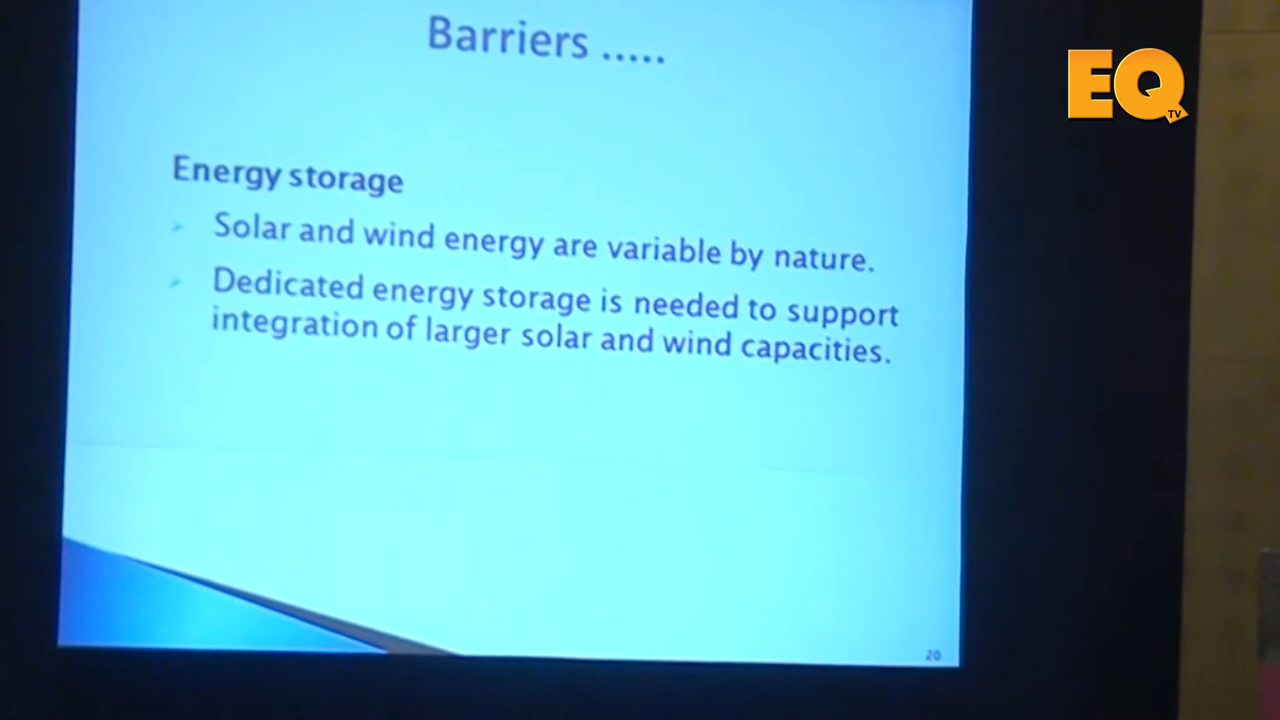 Barriers .....
EQ
TV
Energy storage
Solar and wind energy are variable by nature.
Dedicated energy storage is needed to support
integration of larger solar and wind capacities.
20